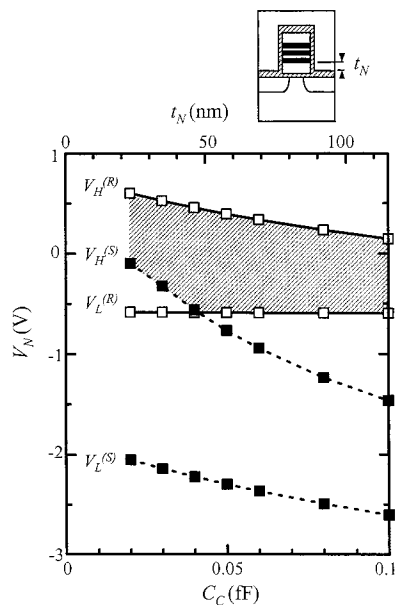 t_N
t_N (nm)
0 50 100
1
0
-1
-2
-3
V_N (V)
V_H^(R)
V_H^(S)
V_L^(R)
V_L^(S)
0 0.05 0.1
C_C (fF)